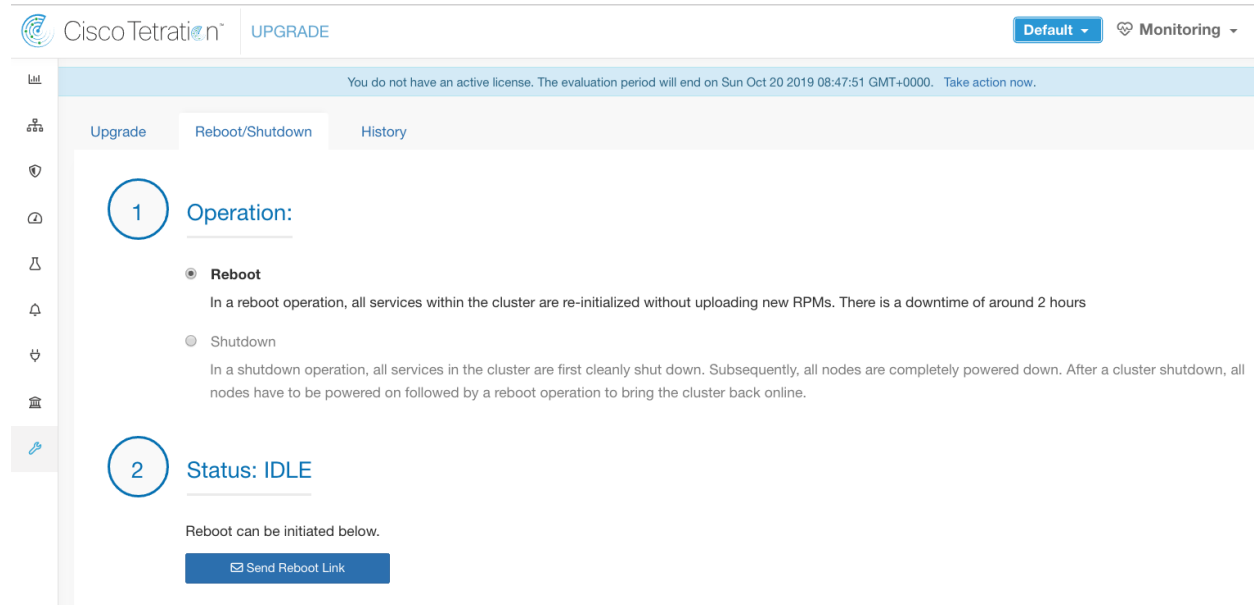 Cisco Tetration™ UPGRADE Default Monitoring
You do not have an active license. The evaluation period will end on Sun Oct 20 2019 08:47:51 GMT+0000. Take action now.
Upgrade Reboot/Shutdown History
1 Operation:
Reboot
In a reboot operation, all services within the cluster are re-initialized without uploading new RPMs. There is a downtime of around 2 hours
Shutdown
In a shutdown operation, all services in the cluster are first cleanly shut down. Subsequently, all nodes are completely powered down. After a cluster shutdown, all
nodes have to be powered on followed by a reboot operation to bring the cluster back online.
2 Status: IDLE
Reboot can be initiated below.
Send Reboot Link